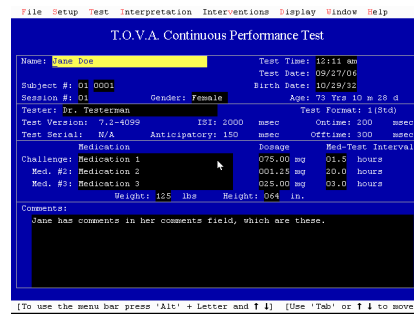 File Setup Test Interpretation Interventions Display Window Help
T.O.V.A. Continuous Performance Test
Name: Jane Doe Test Time: 12:11 am
Test Date: 09/27/06
Subject #: 01 0001 Birth Date: 10/29/32
Session #: 01 Gender: Female Age: 73 Yrs 10 m 28 d
Tester: Dr. Testerman Test Format: 1(Std)
Test Version: 7.2-4099 ISI: 2000 msec Ontime: 200 msec
Test Serial: N/A Anticipatory: 150 msec Offtime: 300 msec
Medication Dosage Med-Test Interval
Challenge: Medication 1 075.00 mg 01.5 hours
Med. #2: Medication 2 001.25 mg 20.0 hours
Med. #3: Medication 3 025.00 mg 03.0 hours
Weight: 125 lbs Height: 064 in.
Comments:
Jane has comments in her comments field, which are these.
[To use the menu bar press 'Alt' + Letter and ↑ ↓] [Use 'Tab' or ↑ ↓ to move